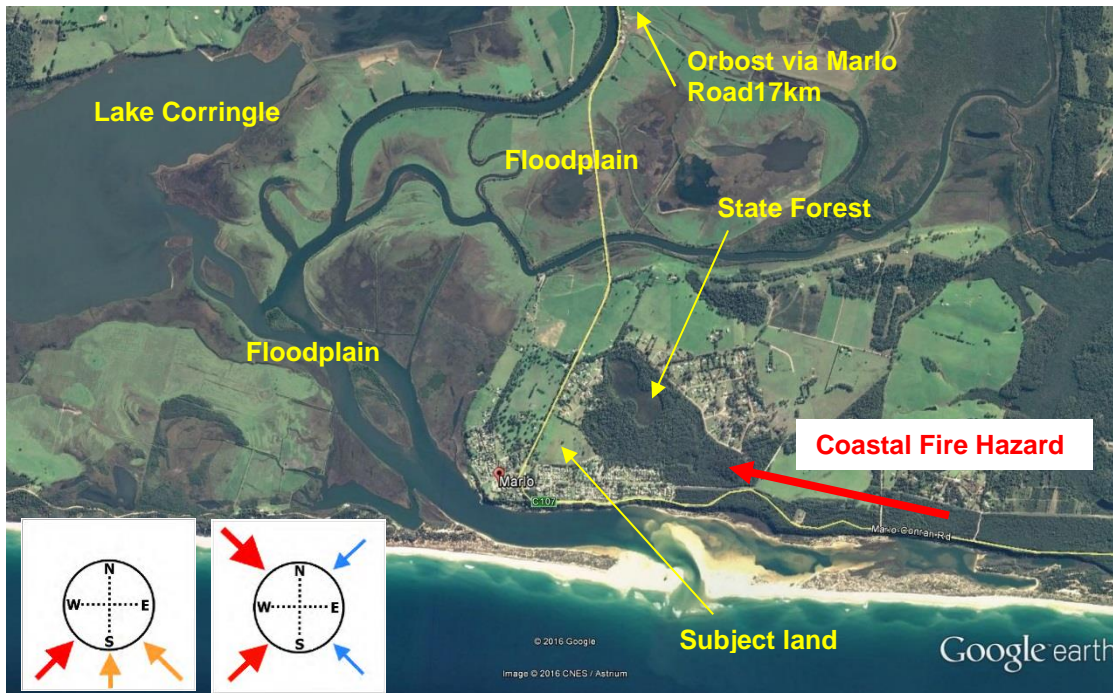 Orbost via Marlo
Road17km
Lake Corringle
Floodplain
State Forest
Floodplain
Coastal Fire Hazard
Marlo
C107
Marlo Conran Rd
N
W E
S
N
W E
S
Subject land
© 2016 Google
Image © 2016 CNES / Astrium
Google earth